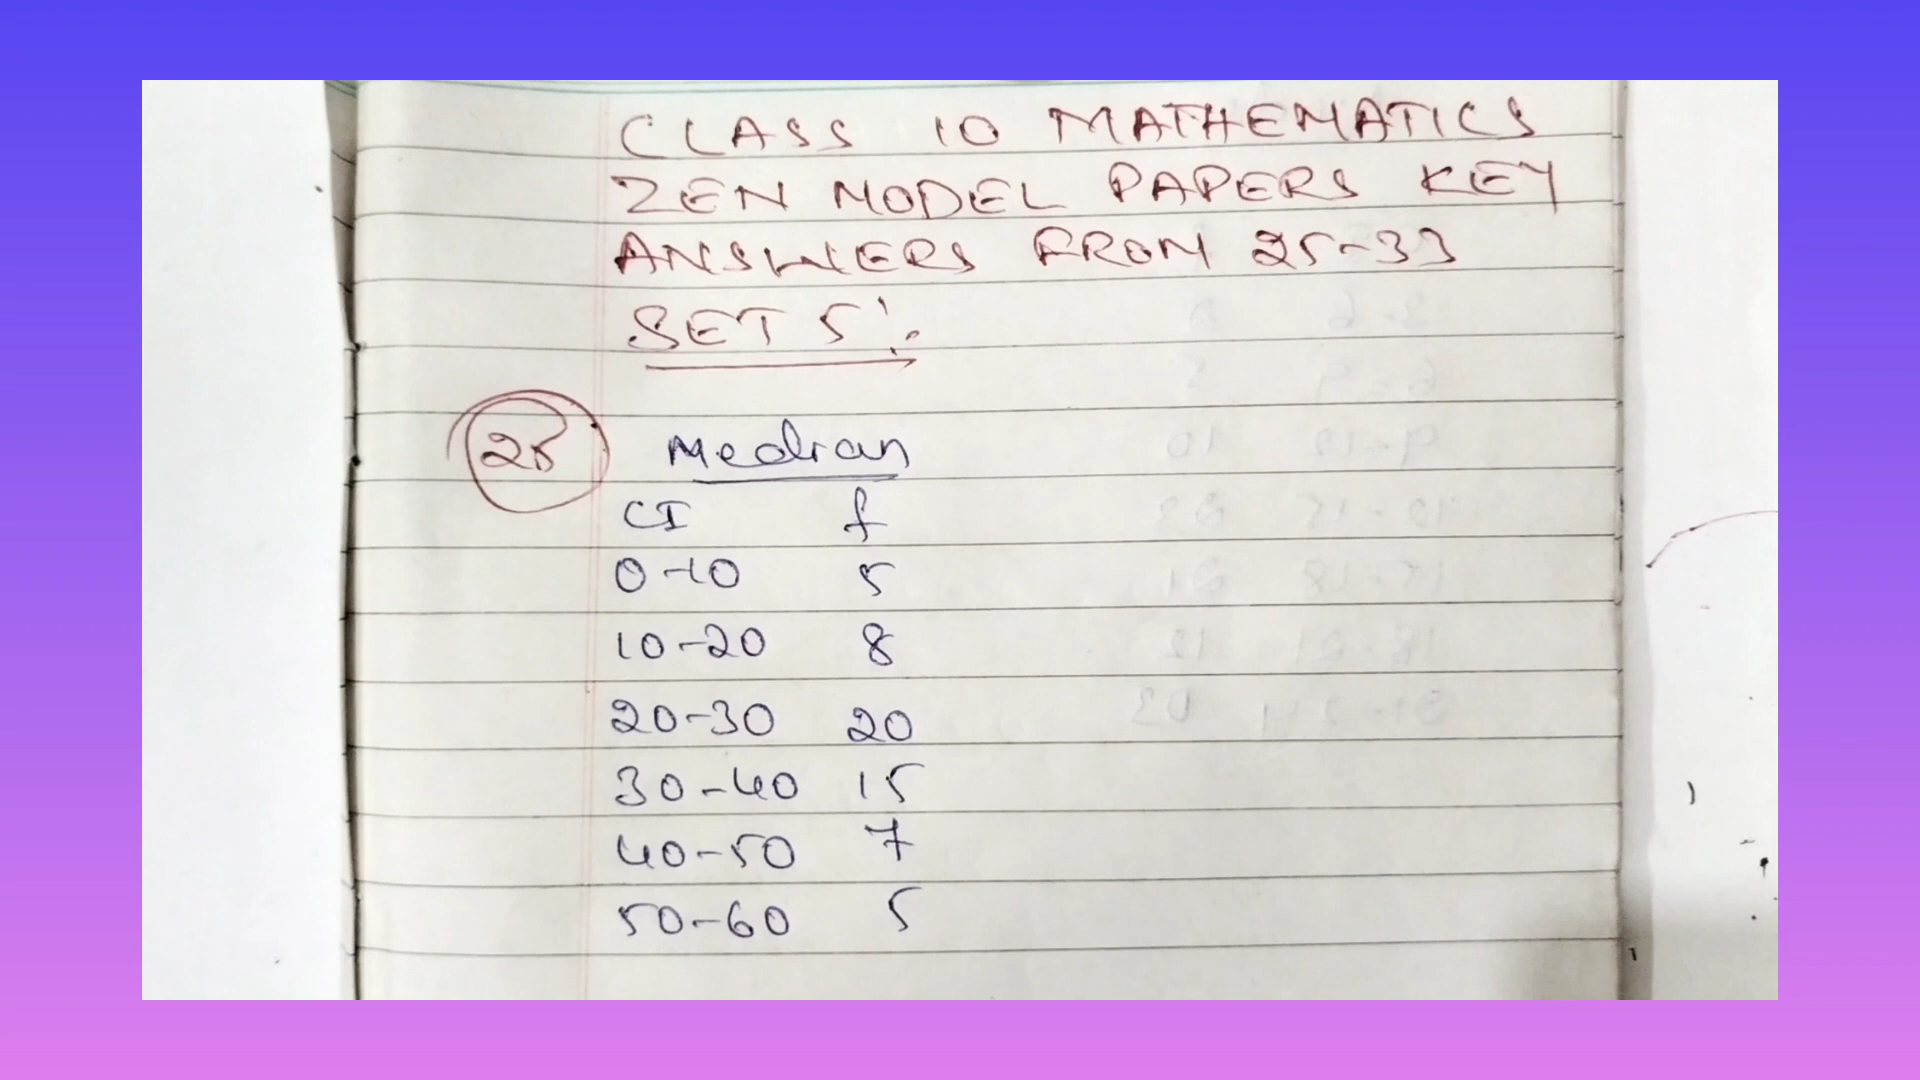 CLASS 10 MATHEMATICS
ZEN MODEL PAPERS KEY
ANSWERS FROM 25-33
SET 5:
25 Median
CI f
0-10 5
10-20 8
20-30 20
30-40 15
40-50 7
50-60 5